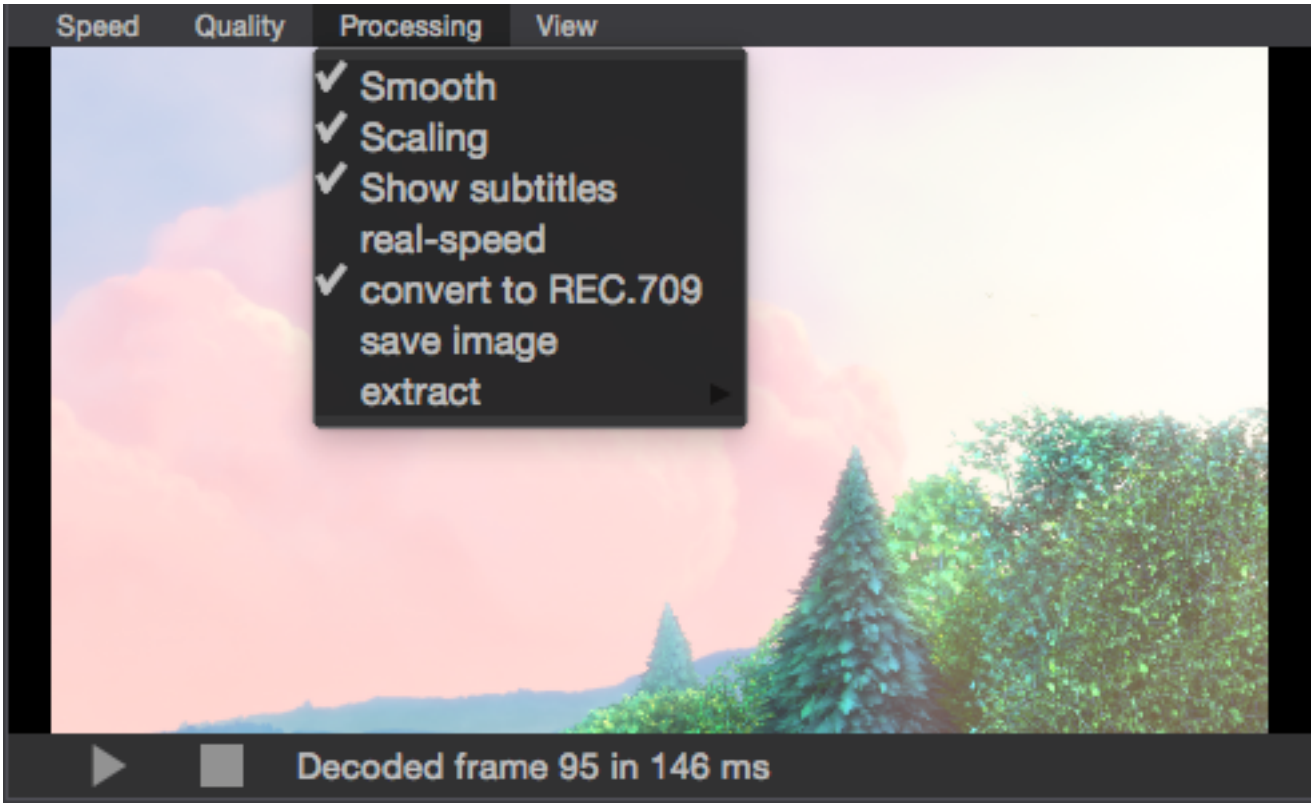 Speed Quality Processing View
Smooth
Scaling
Show subtitles
real-speed
convert to REC.709
save image
extract
Decoded frame 95 in 146 ms